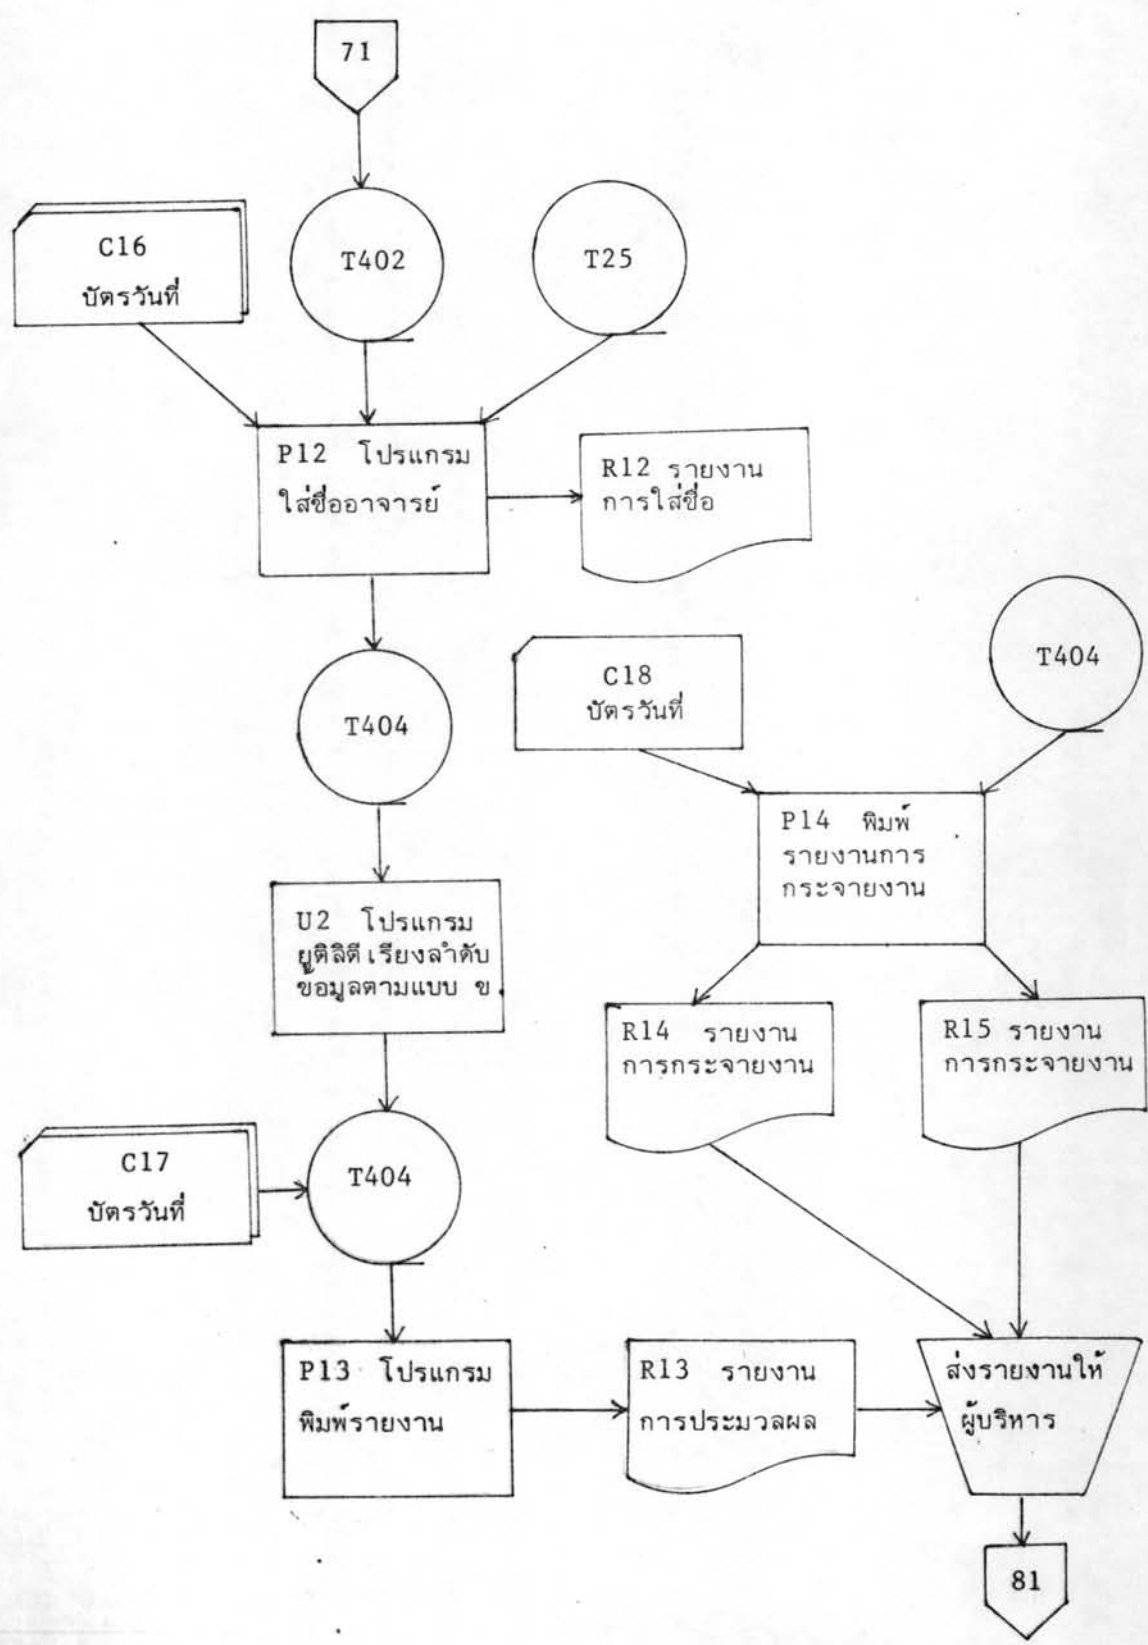 71
C16
บัตรวันที่
T402
T25
P12 โปรแกรม
ใส่ชื่ออาจารย์
R12 รายงาน
การใส่ชื่อ
T404
C18
บัตรวันที่
T404
P14 พิมพ์
รายงานการ
กระจายงาน
U2 โปรแกรม
ยูติลิตี เรียงลำดับ
ข้อมูลตามแบบ ข
R14 รายงาน
การกระจายงาน
R15 รายงาน
การกระจายงาน
C17
บัตรวันที่
T404
P13 โปรแกรม
พิมพ์รายงาน
R13 รายงาน
การประมวลผล
ส่งรายงานให้
ผู้บริหาร
81